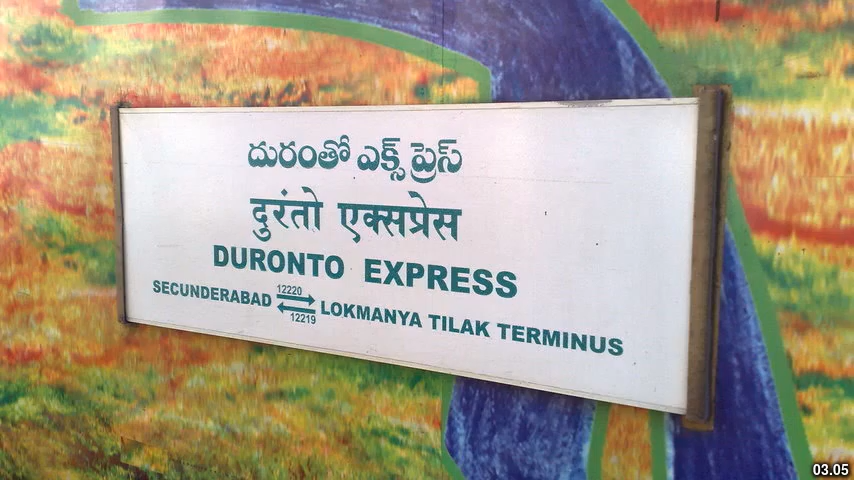 దురంతో ఎక్స్ ప్రెస్
दुरंतो एक्सप्रेस
DURONTO EXPRESS
SECUNDERABAD 12220 12219 LOKMANYA TILAK TERMINUS
03.05